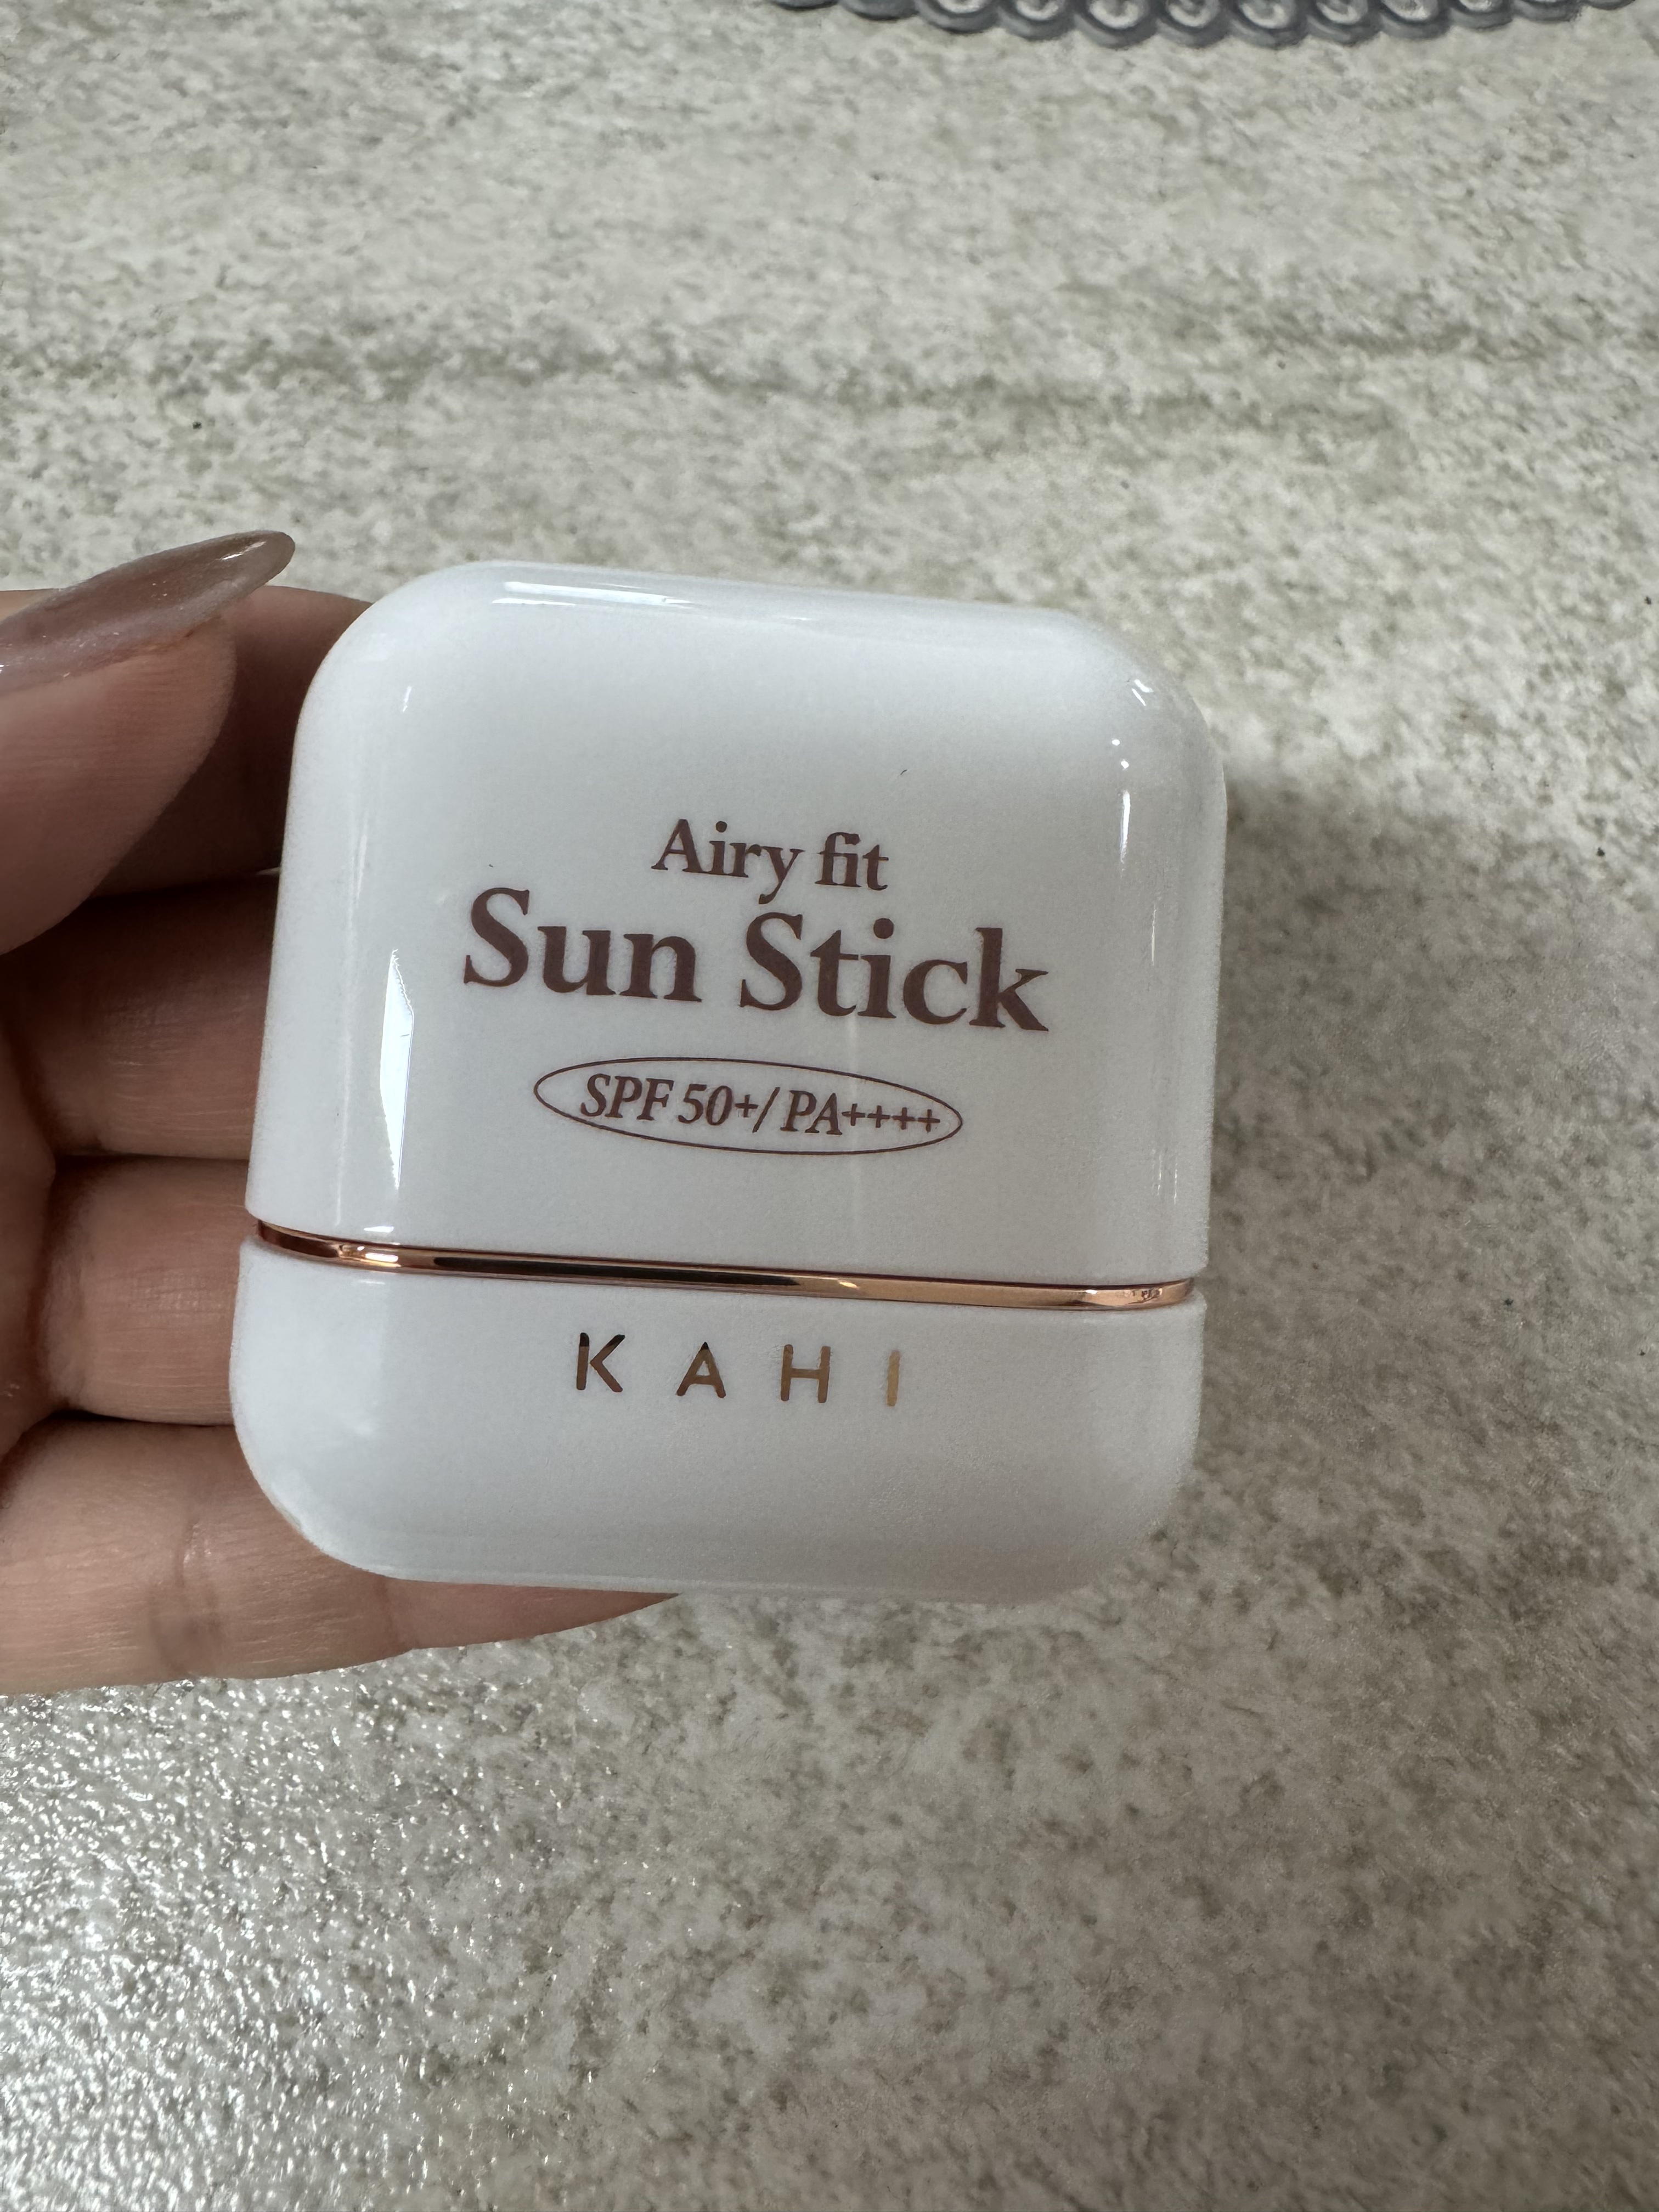 Airy fit
Sun Stick
SPF 50+/ PA++++
KAHI